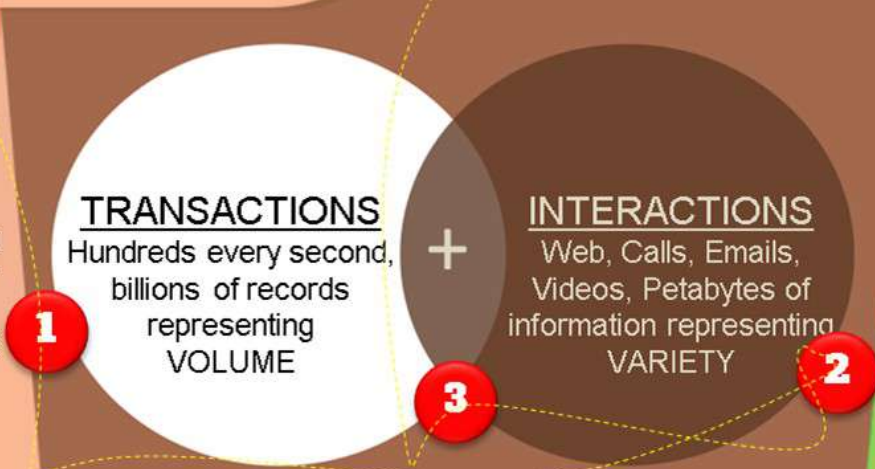 TRANSACTIONS
Hundreds every second,
billions of records
representing
VOLUME
+
INTERACTIONS
Web, Calls, Emails,
Videos, Petabytes of
information representing
VARIETY
1
2
3